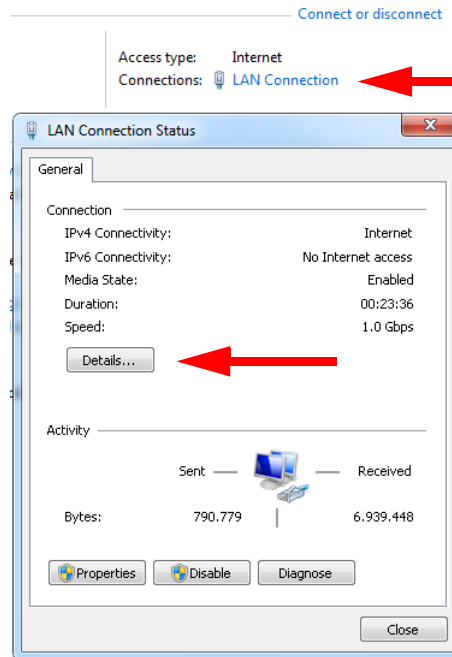 Connect or disconnect
Access type: Internet
Connections: LAN Connection
LAN Connection Status
General
Connection
IPv4 Connectivity: Internet
IPv6 Connectivity: No Internet access
Media State: Enabled
Duration: 00:23:36
Speed: 1.0 Gbps
Details...
Activity
Sent Received
Bytes: 790.779 6.939.448
Properties Disable Diagnose
Close